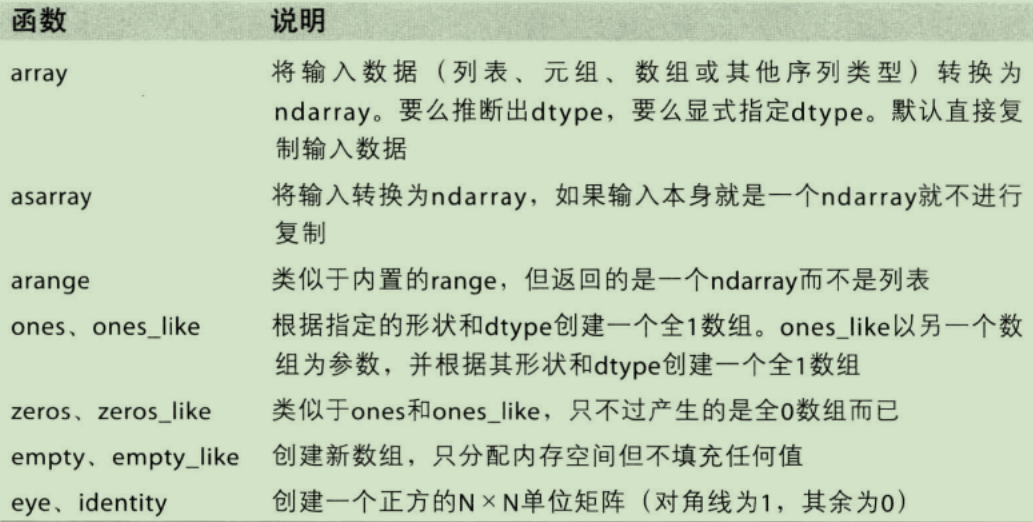 函数 说明
array 将输入数据（列表、元组、数组或其他序列类型）转换为
ndarray。要么推断出dtype，要么显式指定dtype。默认直接复
制输入数据
asarray 将输入转换为ndarray，如果输入本身就是一个ndarray就不进行
复制
arange 类似于内置的range，但返回的是一个ndarray而不是列表
ones、ones_like 根据指定的形状和dtype创建一个全1数组。ones_like以另一个数
组为参数，并根据其形状和dtype创建一个全1数组
zeros、zeros_like 类似于ones和ones_like，只不过产生的是全0数组而已
empty、empty_like 创建新数组，只分配内存空间但不填充任何值
eye、identity 创建一个正方的N×N单位矩阵（对角线为1，其余为0）